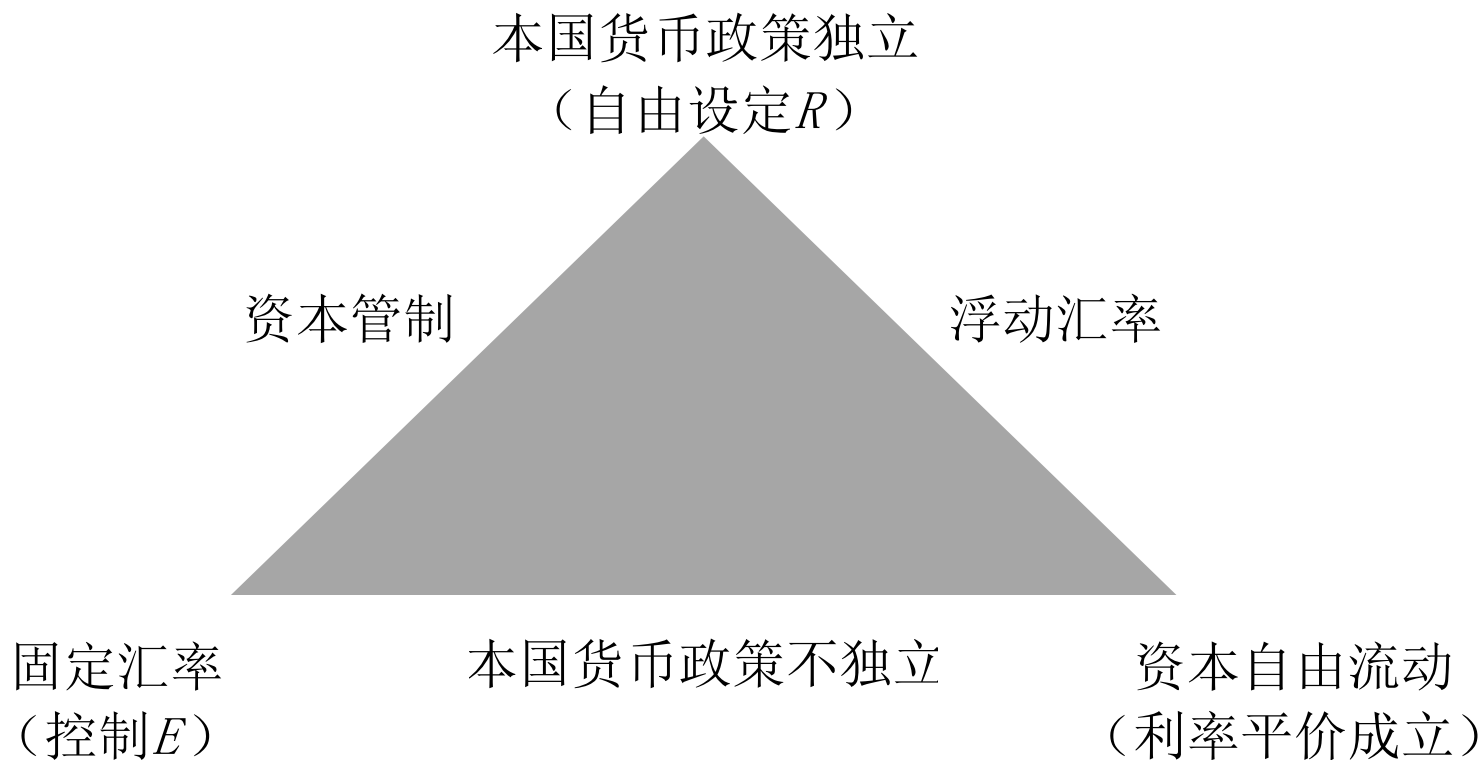 本国货币政策独立
（自由设定R）
资本管制
浮动汇率
固定汇率
（控制E）
本国货币政策不独立
资本自由流动
（利率平价成立）